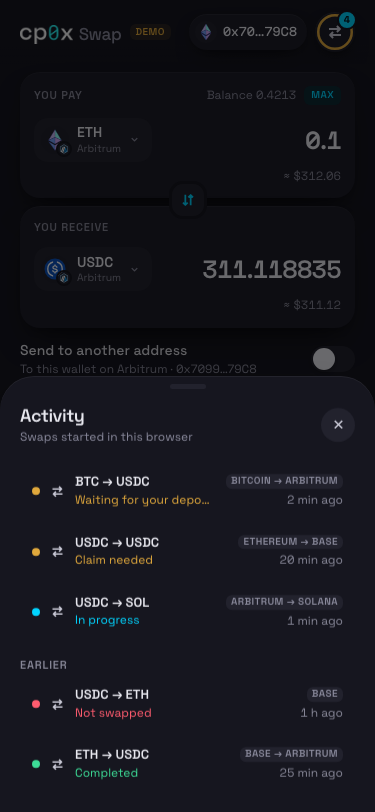 cp0x Swap DEMO 0x70…79C8 4
YOU PAY Balance 0.4213 MAX
ETH
Arbitrum
0.1
≈ $312.06
YOU RECEIVE
USDC
Arbitrum
311.118835
≈ $311.12
Send to another address
To this wallet on Arbitrum · 0x7099…79C8
Activity
Swaps started in this browser
BTC → USDC BITCOIN → ARBITRUM
Waiting for your depo… 2 min ago
USDC → USDC ETHEREUM → BASE
Claim needed 20 min ago
USDC → SOL ARBITRUM → SOLANA
In progress 1 min ago
EARLIER
USDC → ETH BASE
Not swapped 1 h ago
ETH → USDC BASE → ARBITRUM
Completed 25 min ago